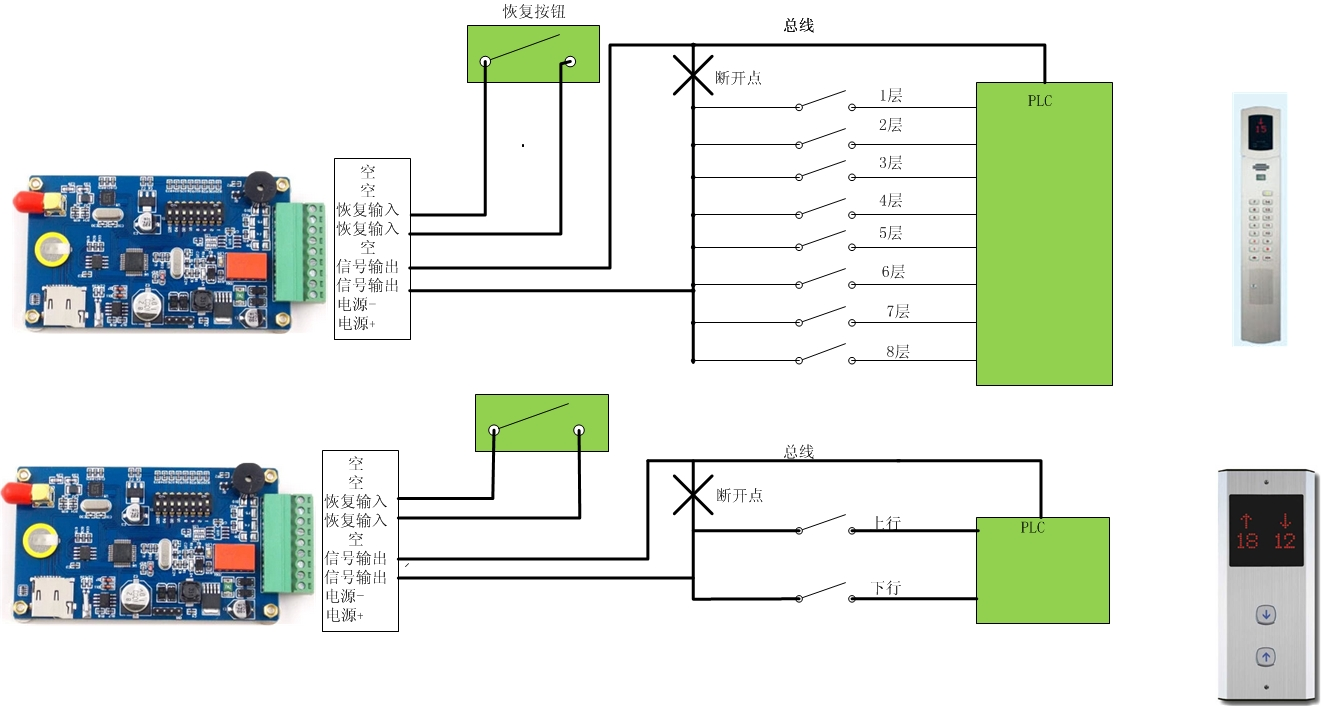 恢复按钮
总线
断开点
1层
PLC
2层
3层
4层
5层
6层
7层
8层
空
空
恢复输入
恢复输入
空
信号输出
信号输出
电源-
电源+
15
总线
断开点
上行
PLC
下行
空
空
恢复输入
恢复输入
空
信号输出
信号输出
电源-
电源+
↑ ↓
18 12
↓
↑